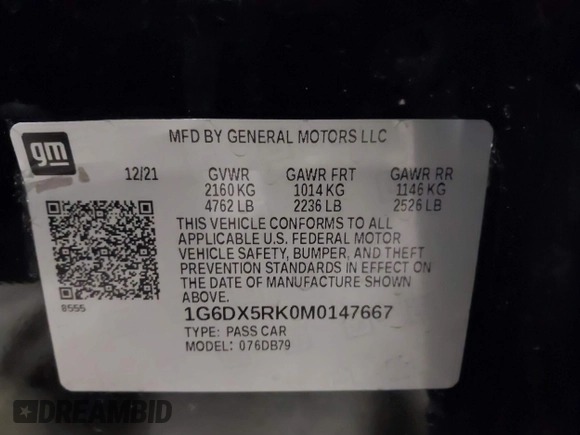 gm
MFD BY GENERAL MOTORS LLC
12/21 GVWR GAWR FRT GAWR RR
2160 KG 1014 KG 1146 KG
4762 LB 2236 LB 2526 LB
THIS VEHICLE CONFORMS TO ALL
APPLICABLE U.S. FEDERAL MOTOR
VEHICLE SAFETY, BUMPER, AND THEFT
PREVENTION STANDARDS IN EFFECT ON
THE DATE OF MANUFACTURE SHOWN
ABOVE.
8555
1G6DX5RK0M0147667
TYPE: PASS CAR
MODEL: 076DB79
DREAMBID